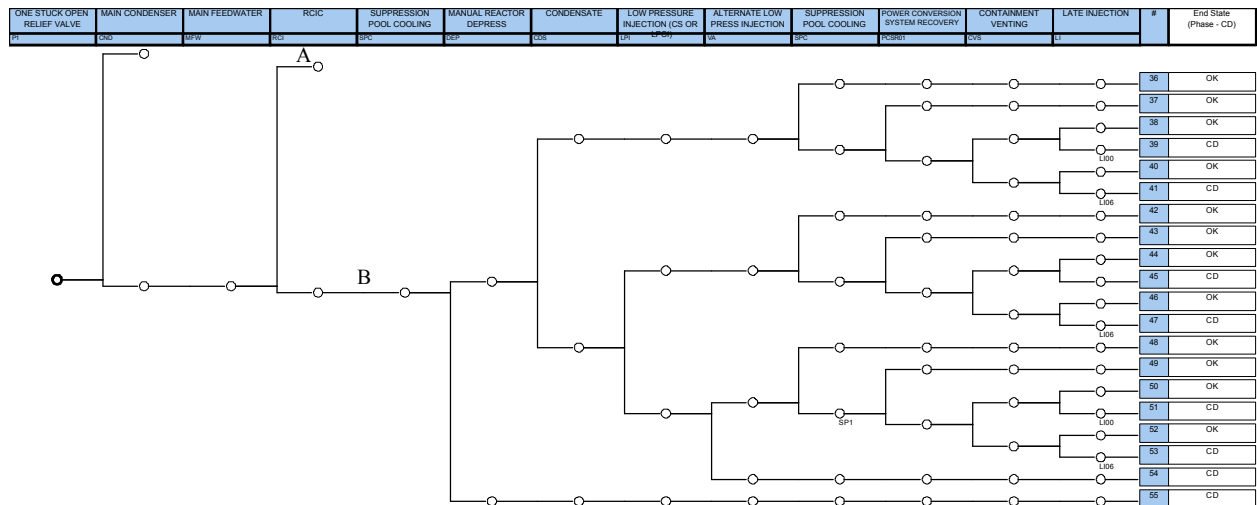 ONE STUCK OPEN
RELIEF VALVE
P1
MAIN CONDENSER
CND
MAIN FEEDWATER
MFW
RCIC
RCI
SUPPRESSION
POOL COOLING
SPC
MANUAL REACTOR
DEPRESS
DEP
CONDENSATE
CDS
LOW PRESSURE
INJECTION (CS OR
LPCI)
LPI
ALTERNATE LOW
PRESS INJECTION
VA
SUPPRESSION
POOL COOLING
SPC
POWER CONVERSION
SYSTEM RECOVERY
PCSR01
CONTAINMENT
VENTING
CVS
LATE INJECTION
LI
#
End State
(Phase - CD)
A
B
36 OK
37 OK
38 OK
39 CD
LI00
40 OK
41 CD
LI06
42 OK
43 OK
44 OK
45 CD
46 OK
47 CD
LI06
48 OK
49 OK
50 OK
SP1
51 CD
LI00
52 OK
53 CD
LI06
54 CD
55 CD